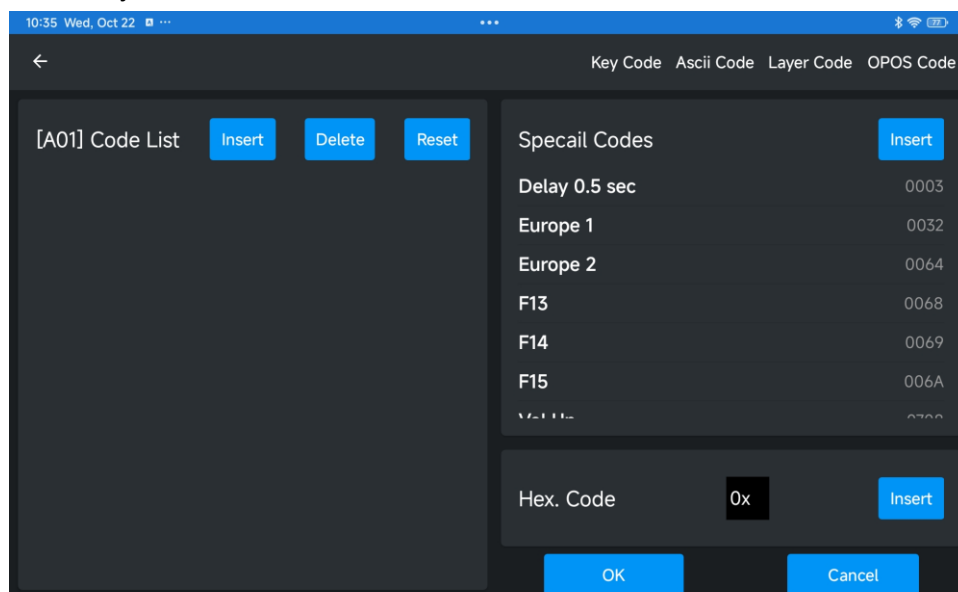 10:35 Wed, Oct 22
77
Key Code Ascii Code Layer Code OPOS Code
[A01] Code List Insert Delete Reset
Specail Codes Insert
Delay 0.5 sec 0003
Europe 1 0032
Europe 2 0064
F13 0068
F14 0069
F15 006A
Hex. Code 0x Insert
OK Cancel